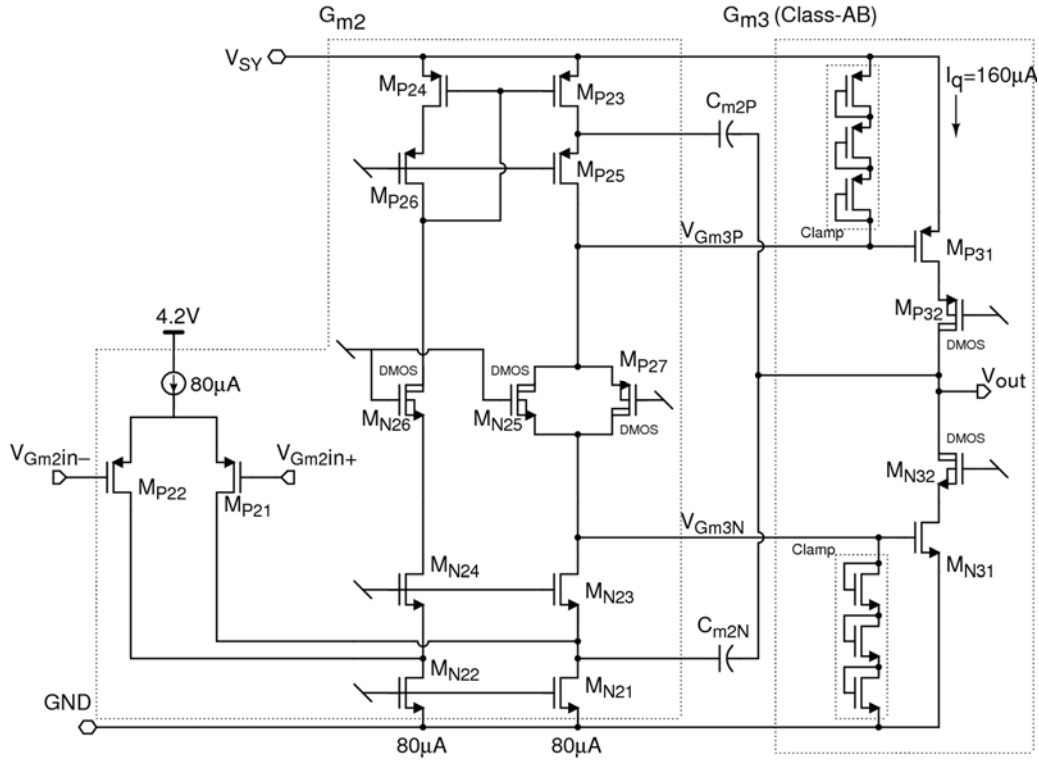 Gm2
Gm3 (Class-AB)
VSY
MP24
MP23
Cm2P
Iq=160µA
MP26
MP25
VGm3P
Clamp
MP31
4.2V
80µA
MP32
DMOS
MP27
DMOS
DMOS
DMOS
Vout
MN26
MN25
VGm2in−
VGm2in+
MP22
MP21
DMOS
MN32
VGm3N
Clamp
MN24
MN23
MN31
Cm2N
MN22
MN21
GND
80µA
80µA